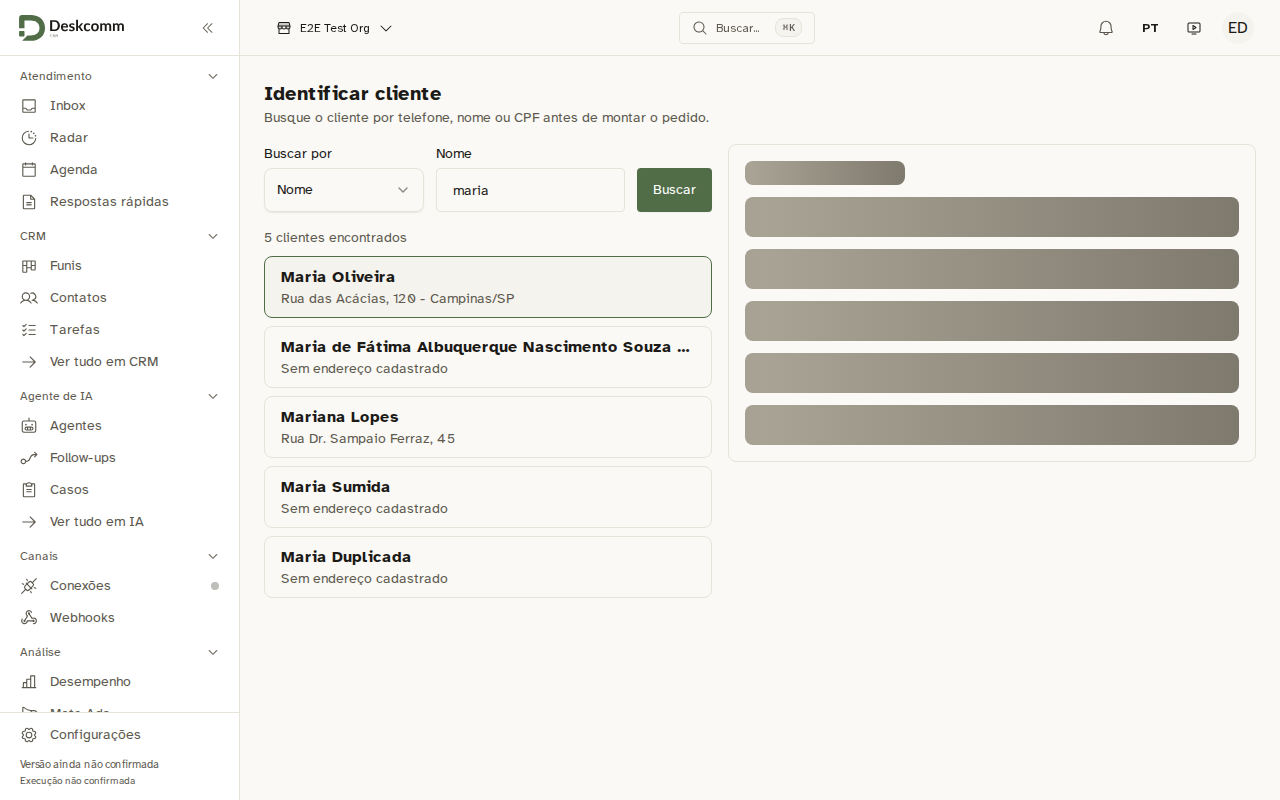 Deskcomm
E2E Test Org
Buscar...
⌘K
PT
ED
Atendimento
Inbox
Radar
Agenda
Respostas rápidas
CRM
Funis
Contatos
Tarefas
Ver tudo em CRM
Agente de IA
Agentes
Follow-ups
Casos
Ver tudo em IA
Canais
Conexões
Webhooks
Análise
Desempenho
Configurações
Versão ainda não confirmada
Execução não confirmada
Identificar cliente
Busque o cliente por telefone, nome ou CPF antes de montar o pedido.
Buscar por
Nome
Nome
maria
Buscar
5 clientes encontrados
Maria Oliveira
Rua das Acácias, 120 - Campinas/SP
Maria de Fátima Albuquerque Nascimento Souza ...
Sem endereço cadastrado
Mariana Lopes
Rua Dr. Sampaio Ferraz, 45
Maria Sumida
Sem endereço cadastrado
Maria Duplicada
Sem endereço cadastrado